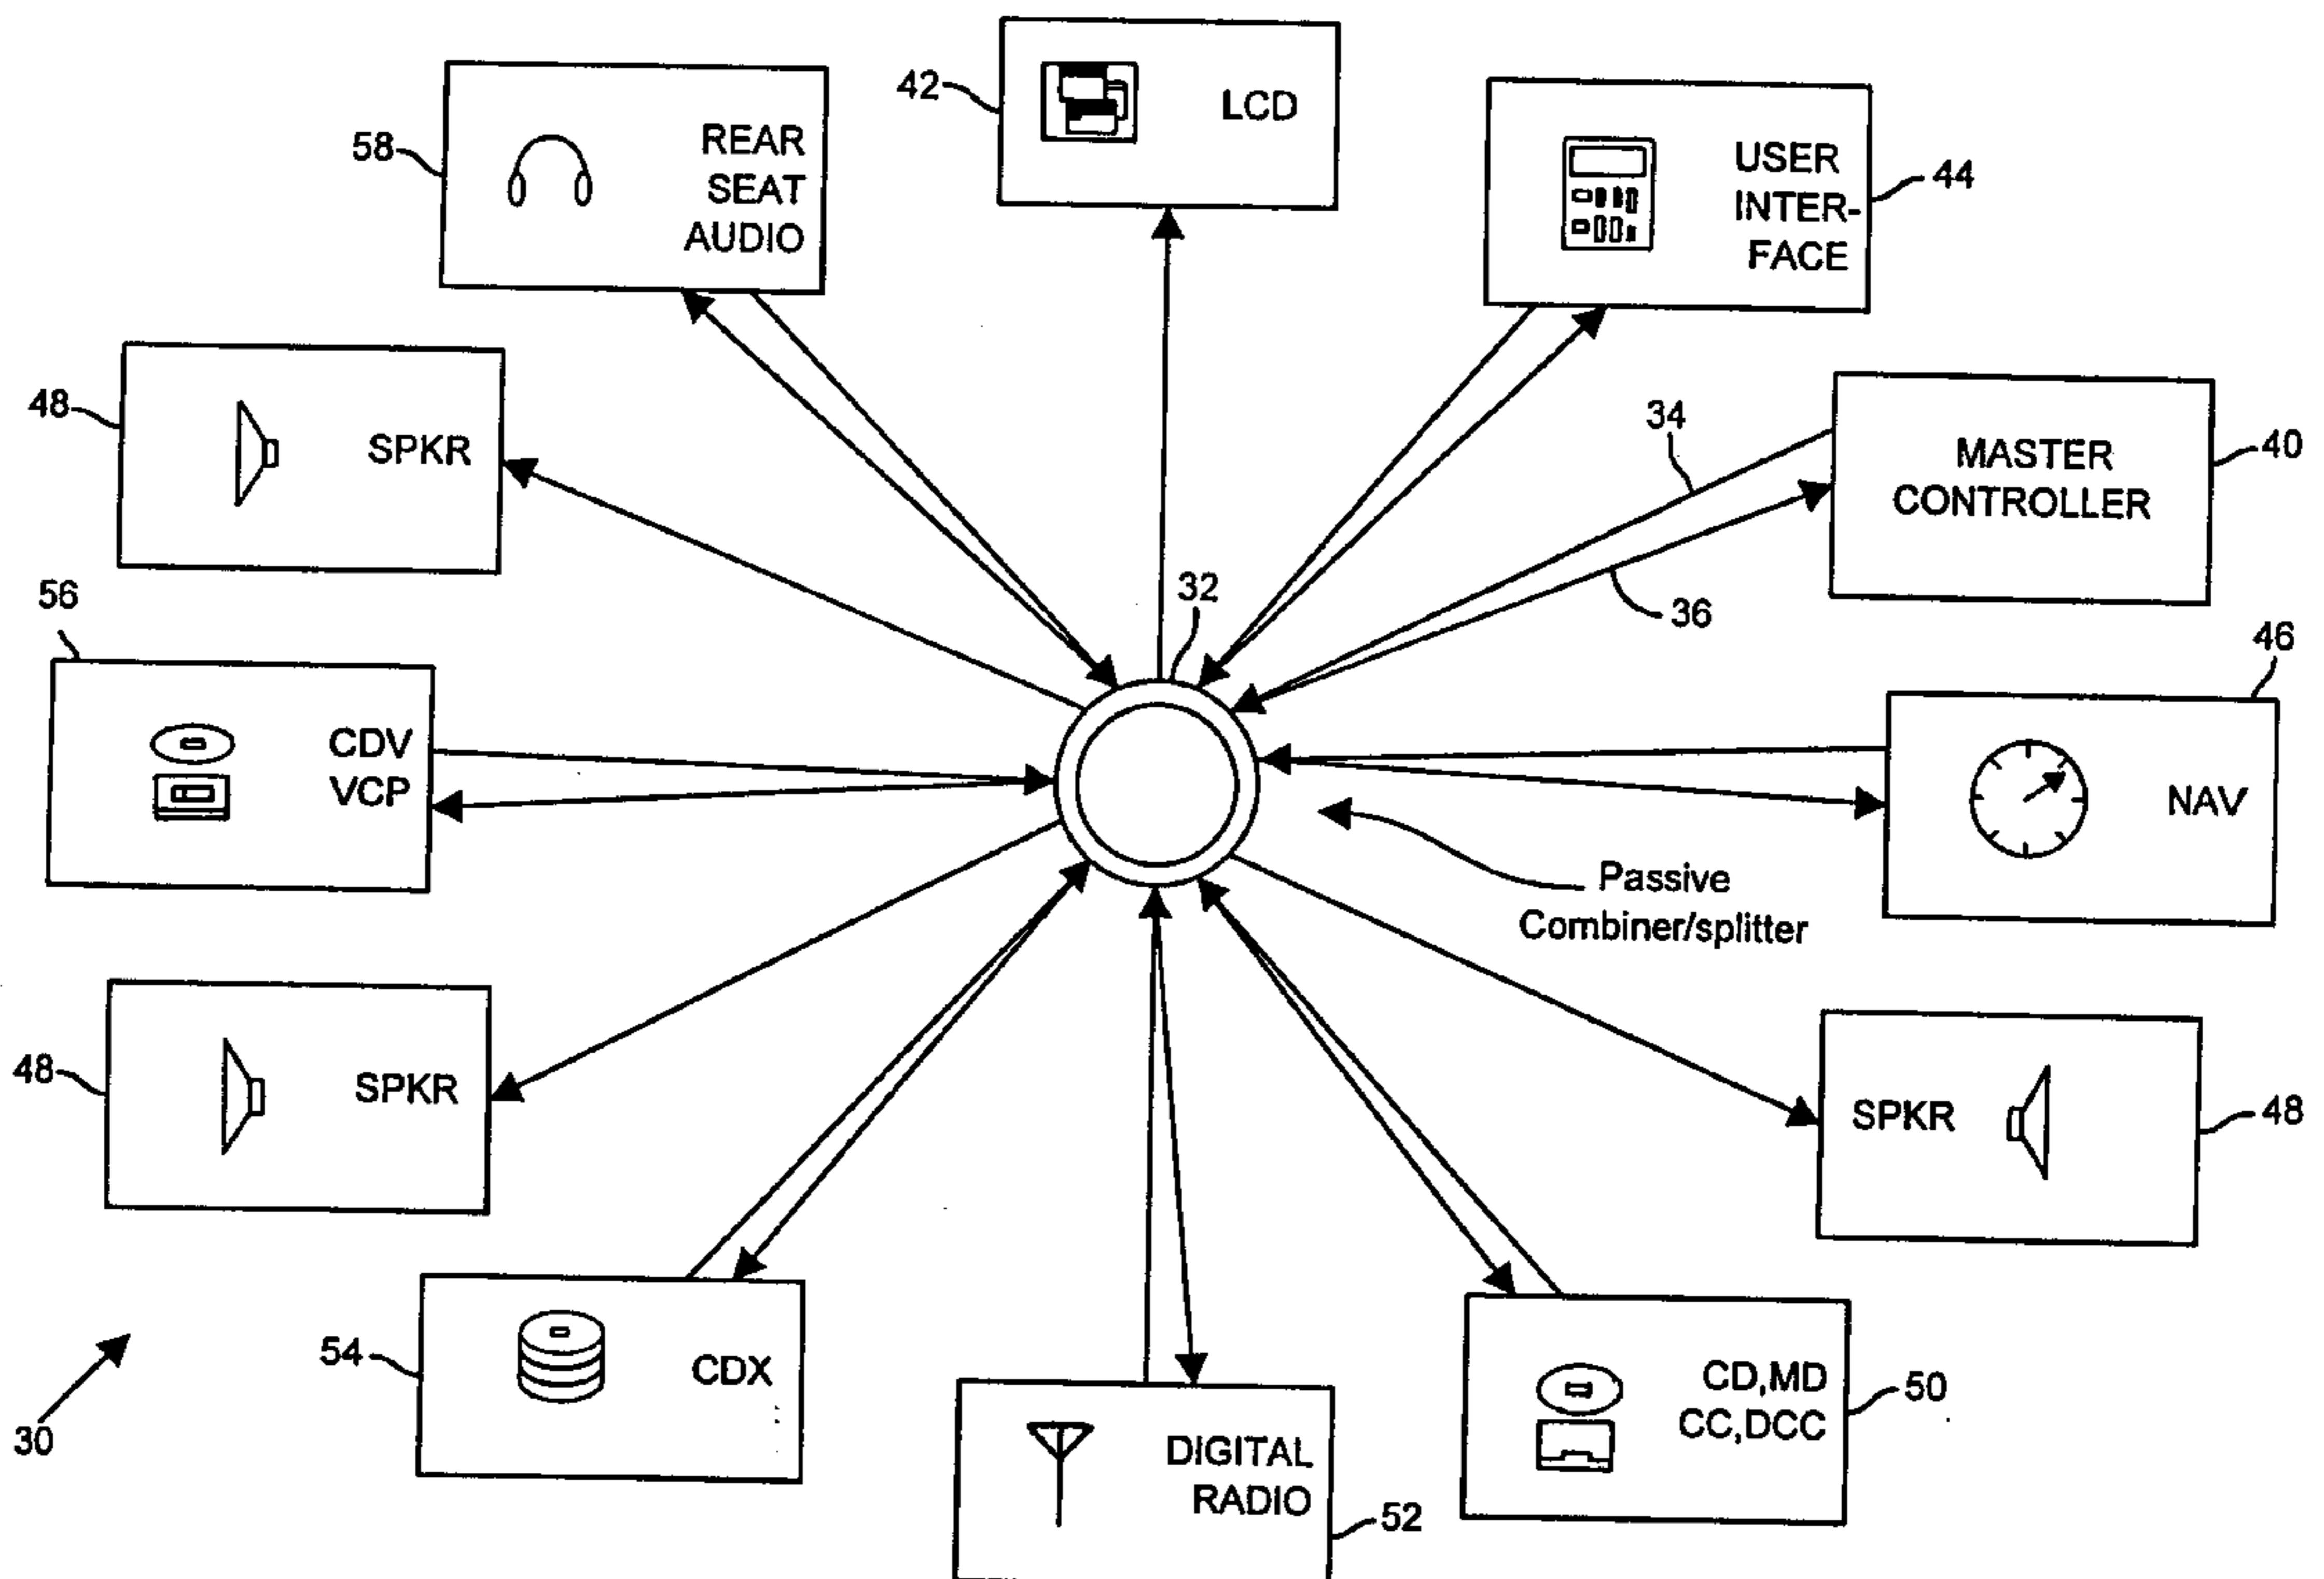 42
LCD
58
REAR
SEAT
AUDIO
USER
INTER-
FACE
44
48
SPKR
34
MASTER
CONTROLLER
40
36
56
CDV
VCP
32
46
NAV
Passive
Combiner/splitter
48
SPKR
SPKR
48
54
CDX
30
DIGITAL
RADIO
52
CD,MD
CC,DCC
50